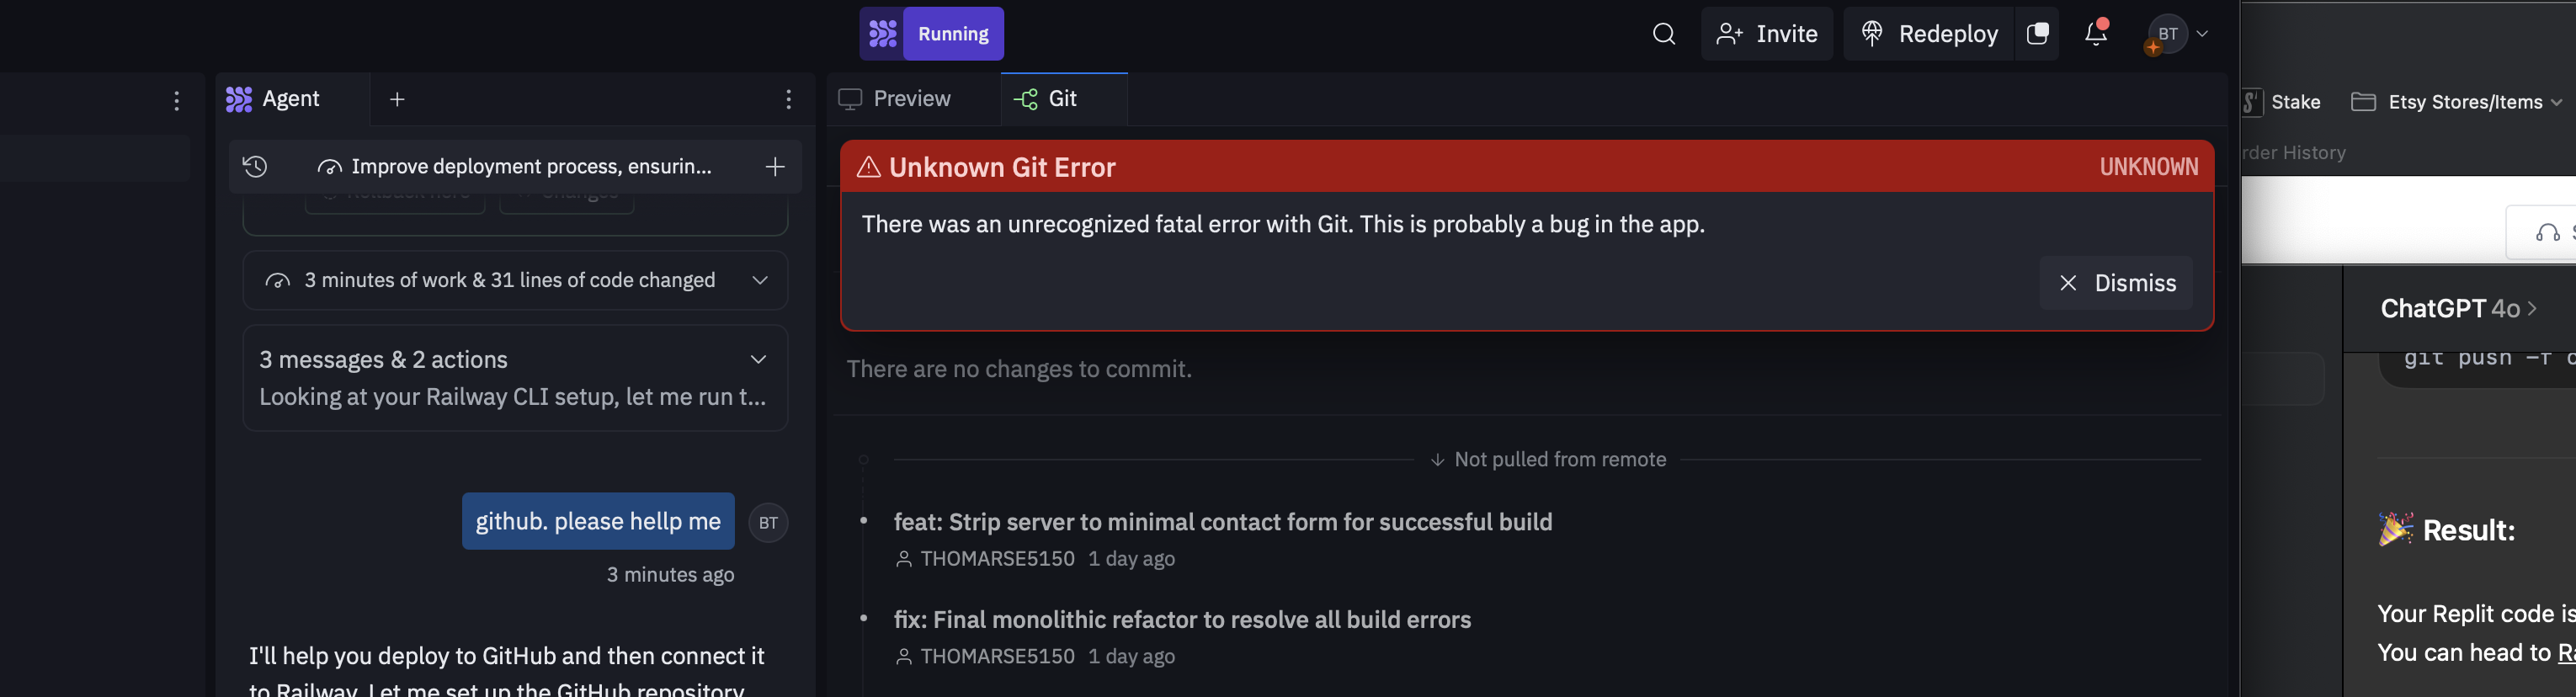 Running
Invite
Redeploy
BT
Agent
Preview
Git
Stake
Etsy Stores/Items
rder History
Improve deployment process, ensurin...
Rollback here
Changes
Unknown Git Error
UNKNOWN
There was an unrecognized fatal error with Git. This is probably a bug in the app.
Dismiss
3 minutes of work & 31 lines of code changed
3 messages & 2 actions
Looking at your Railway CLI setup, let me run t...
There are no changes to commit.
Not pulled from remote
github. please hellp me
BT
3 minutes ago
feat: Strip server to minimal contact form for successful build
THOMARSE5150 1 day ago
fix: Final monolithic refactor to resolve all build errors
THOMARSE5150 1 day ago
I'll help you deploy to GitHub and then connect it
to Railway. Let me set up the GitHub repository
ChatGPT 4o
git push -f
🎉 Result:
Your Replit code is
You can head to